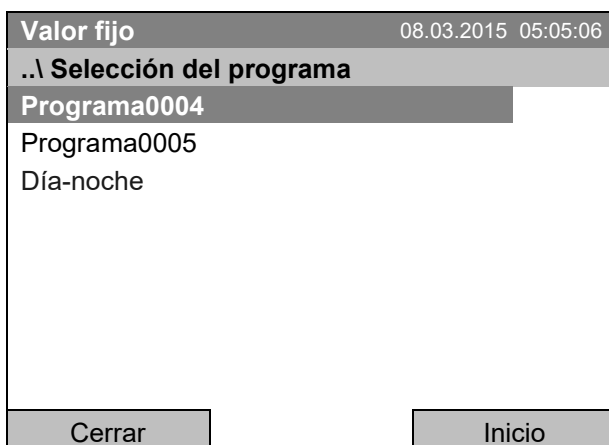 Valor fijo 08.03.2015 05:05:06
..\ Selección del programa
Programa0004
Programa0005
Día-noche
Cerrar Inicio